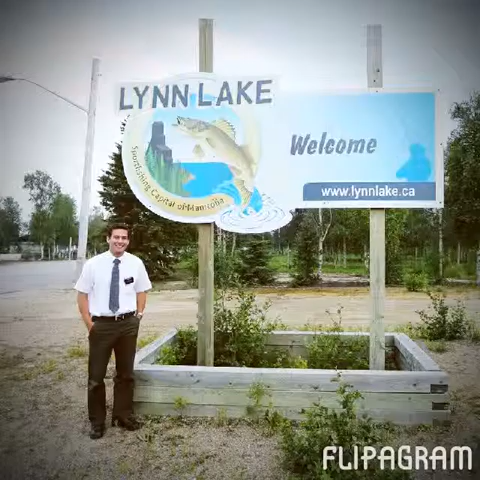 LYNN LAKE
Sportfishing Capital of Manitoba
Welcome
www.lynnlake.ca
FLIPAGRAM